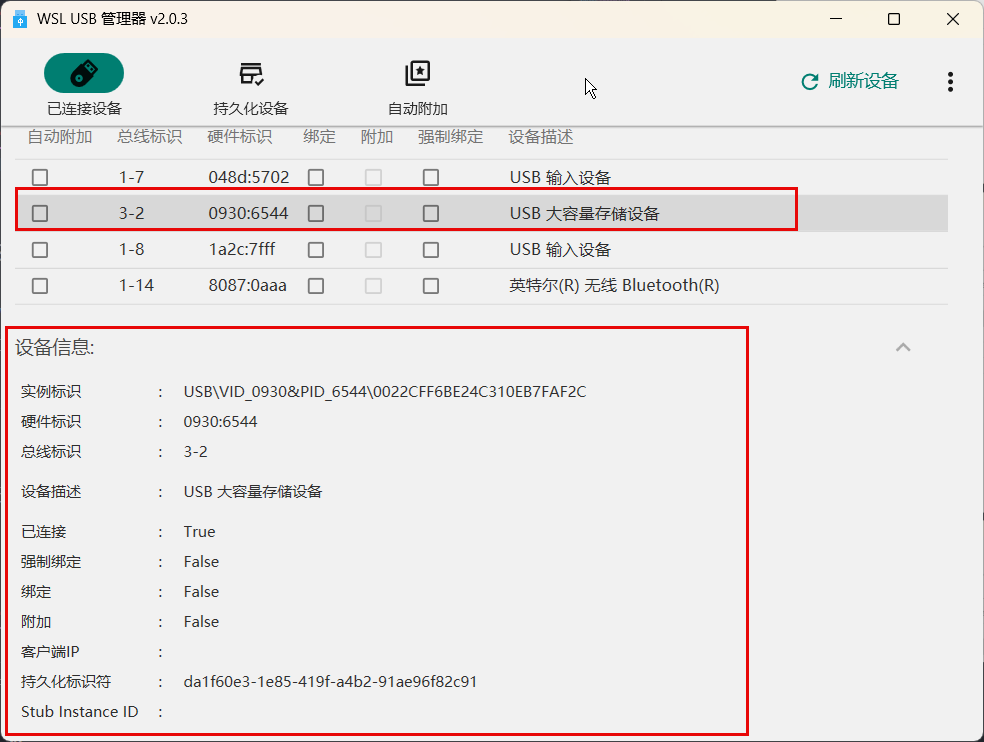 WSL USB 管理器 v2.0.3
已连接设备 持久化设备 自动附加 刷新设备
自动附加 总线标识 硬件标识 绑定 附加 强制绑定 设备描述
1-7 048d:5702 USB 输入设备
3-2 0930:6544 USB 大容量存储设备
1-8 1a2c:7fff USB 输入设备
1-14 8087:0aaa 英特尔(R) 无线 Bluetooth(R)
设备信息:
实例标识 : USB\VID_0930&PID_6544\0022CFF6BE24C310EB7FAF2C
硬件标识 : 0930:6544
总线标识 : 3-2
设备描述 : USB 大容量存储设备
已连接 : True
强制绑定 : False
绑定 : False
附加 : False
客户端IP :
持久化标识符 : da1f60e3-1e85-419f-a4b2-91ae96f82c91
Stub Instance ID :